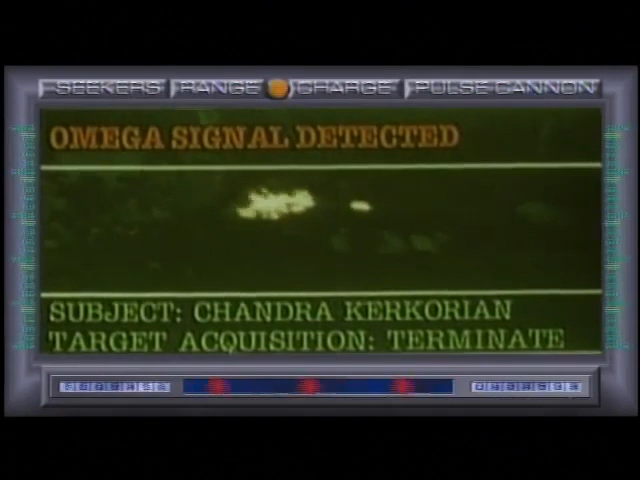 SEEKERS RANGE CHARGE PULSE CANNON
OMEGA SIGNAL DETECTED
SUBJECT: CHANDRA KERKORIAN
TARGET ACQUISITION: TERMINATE